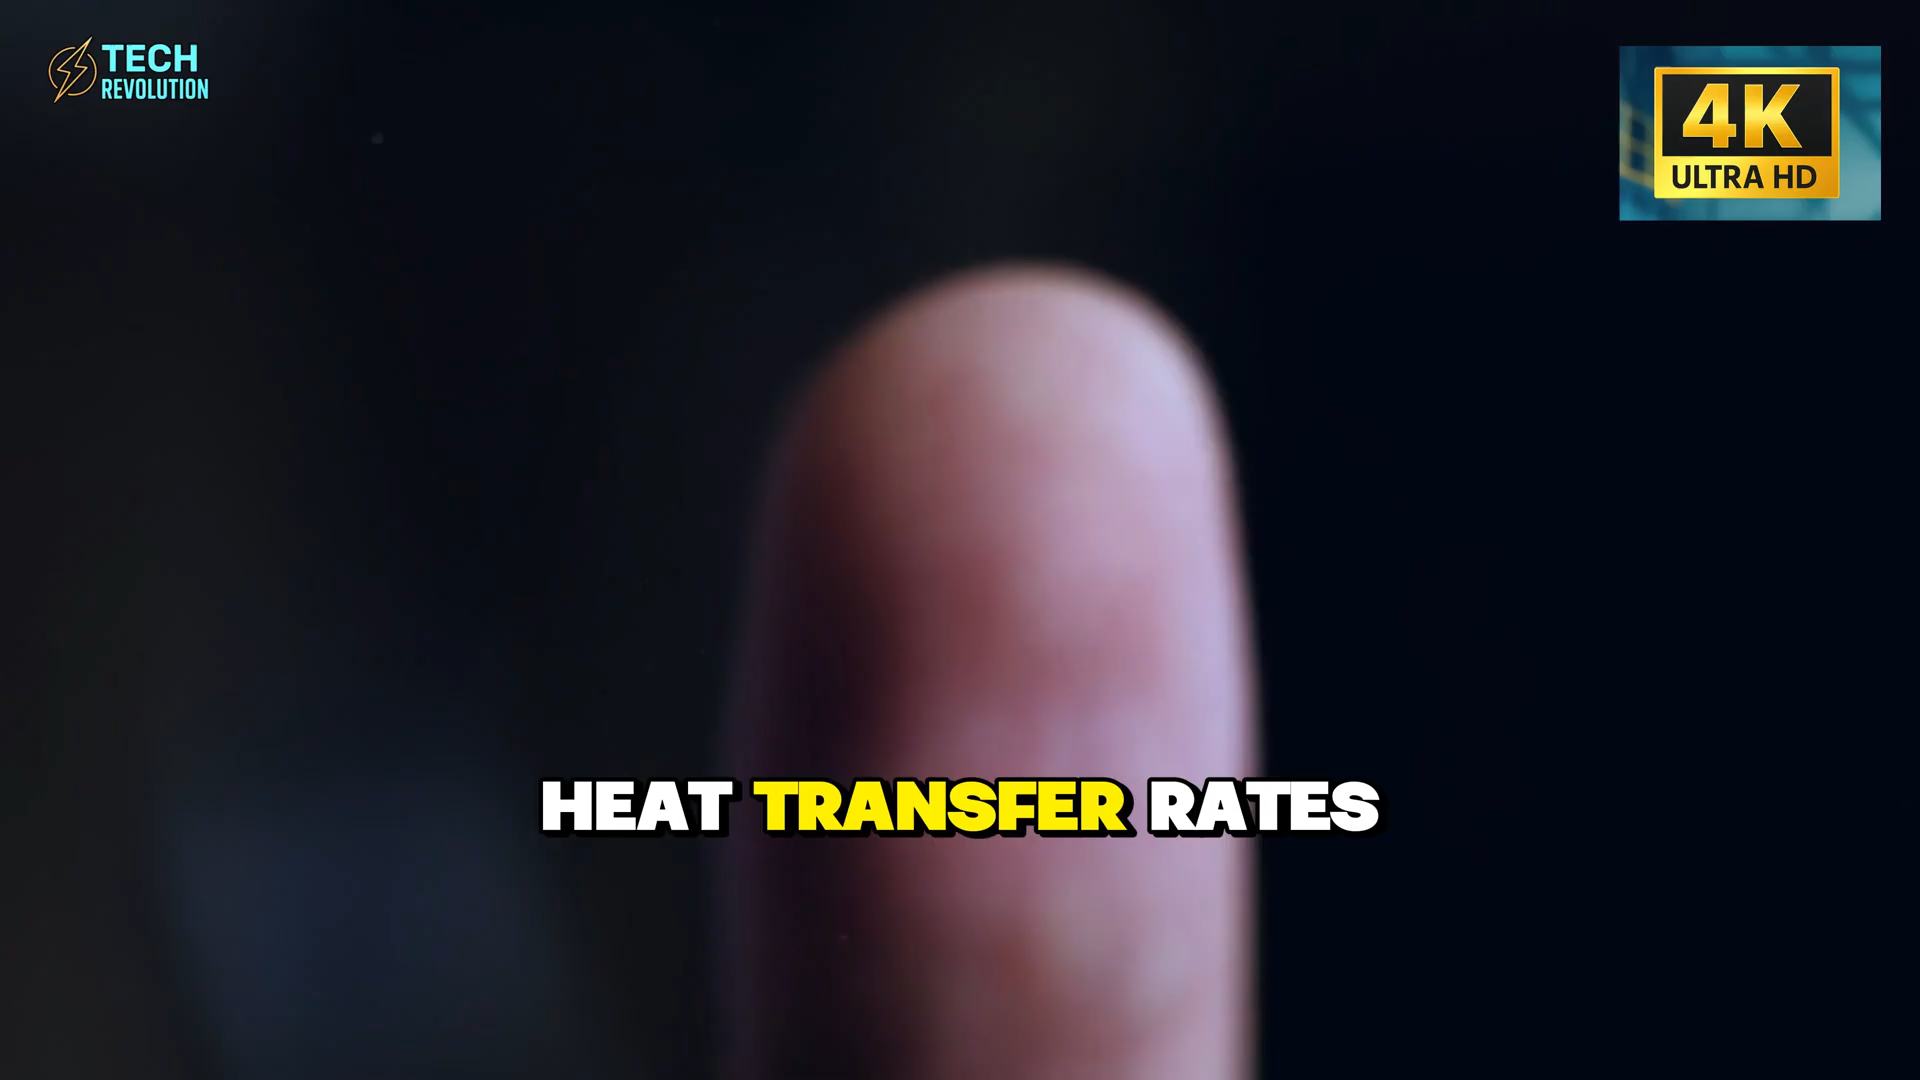 TECH
REVOLUTION
4K
ULTRA HD
HEAT TRANSFER RATES